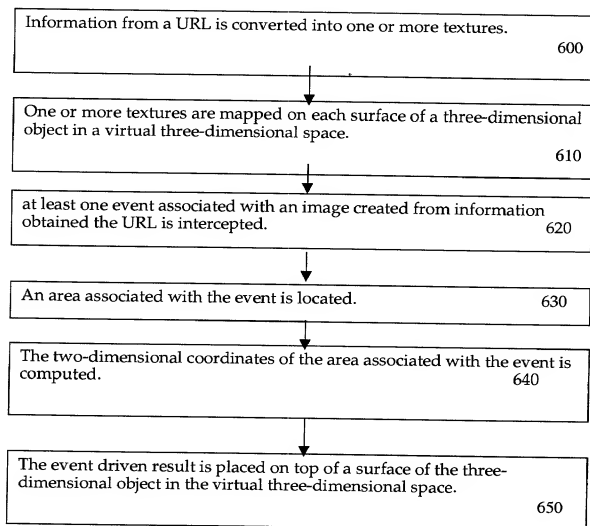 Information from a URL is converted into one or more textures.
600
One or more textures are mapped on each surface of a three-dimensional
object in a virtual three-dimensional space.
610
at least one event associated with an image created from information
obtained the URL is intercepted.
620
An area associated with the event is located.
630
The two-dimensional coordinates of the area associated with the event is
computed.
640
The event driven result is placed on top of a surface of the three-
dimensional object in the virtual three-dimensional space.
650